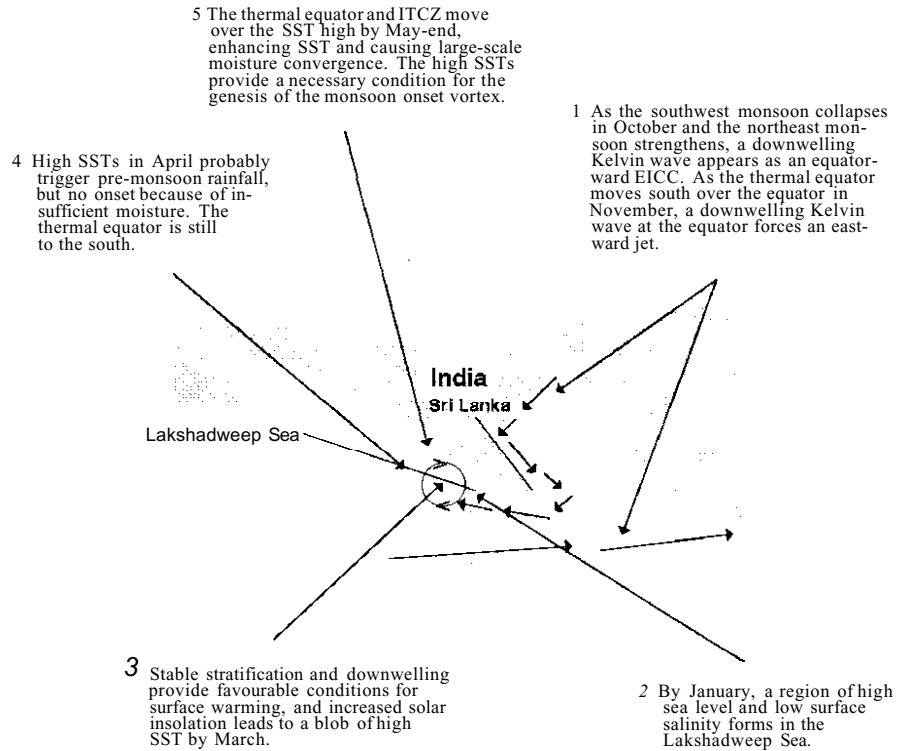 5 The thermal equator and ITCZ move
over the SST high by May-end,
enhancing SST and causing large-scale
moisture convergence. The high SSTs
provide a necessary condition for the
genesis of the monsoon onset vortex.
1 As the southwest monsoon collapses
in October and the northeast mon-
soon strengthens, a downwelling
Kelvin wave appears as an equator-
ward EICC. As the thermal equator
moves south over the equator in
November, a downwelling Kelvin
wave at the equator forces an east-
ward jet.
4 High SSTs in April probably
trigger pre-monsoon rainfall,
but no onset because of in-
sufficient moisture. The
thermal equator is still
to the south.
India
Sri Lanka
Lakshadweep Sea
3 Stable stratification and downwelling
provide favourable conditions for
surface warming, and increased solar
insolation leads to a blob of high
SST by March.
2 By January, a region of high
sea level and low surface
salinity forms in the
Lakshadweep Sea.